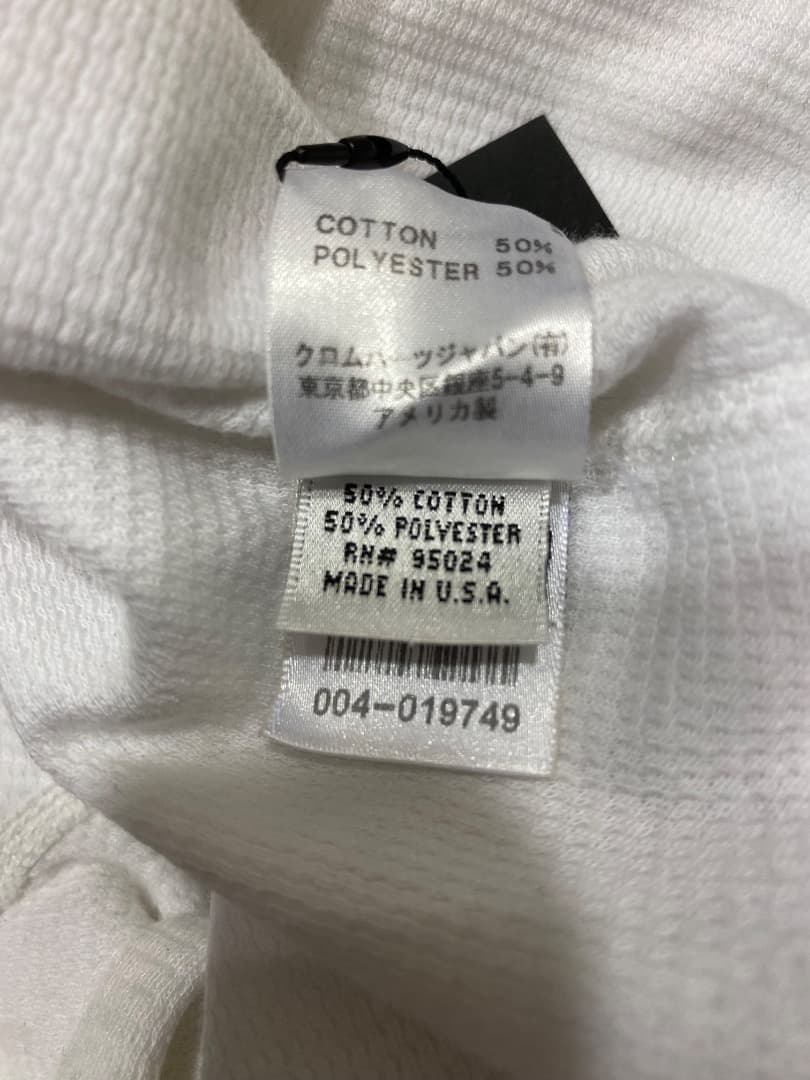 COTTON 50%
POLYESTER 50%
クロムハーツジャパン(有)
東京都中央区銀座5-4-9
アメリカ製
50% COTTON
50% POLYESTER
RN# 95024
MADE IN U.S.A.
004-019749